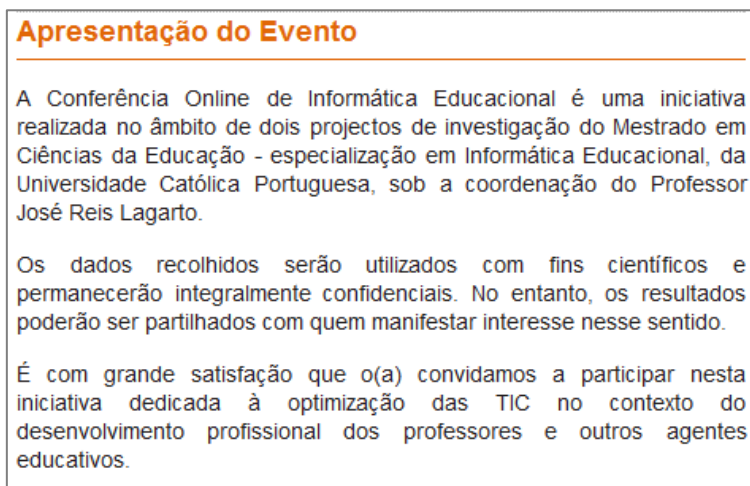 Apresentação do Evento
A Conferência Online de Informática Educacional é uma iniciativa
realizada no âmbito de dois projectos de investigação do Mestrado em
Ciências da Educação - especialização em Informática Educacional, da
Universidade Católica Portuguesa, sob a coordenação do Professor
José Reis Lagarto.
Os dados recolhidos serão utilizados com fins científicos e
permanecerão integralmente confidenciais. No entanto, os resultados
poderão ser partilhados com quem manifestar interesse nesse sentido.
É com grande satisfação que o(a) convidamos a participar nesta
iniciativa dedicada à optimização das TIC no contexto do
desenvolvimento profissional dos professores e outros agentes
educativos.